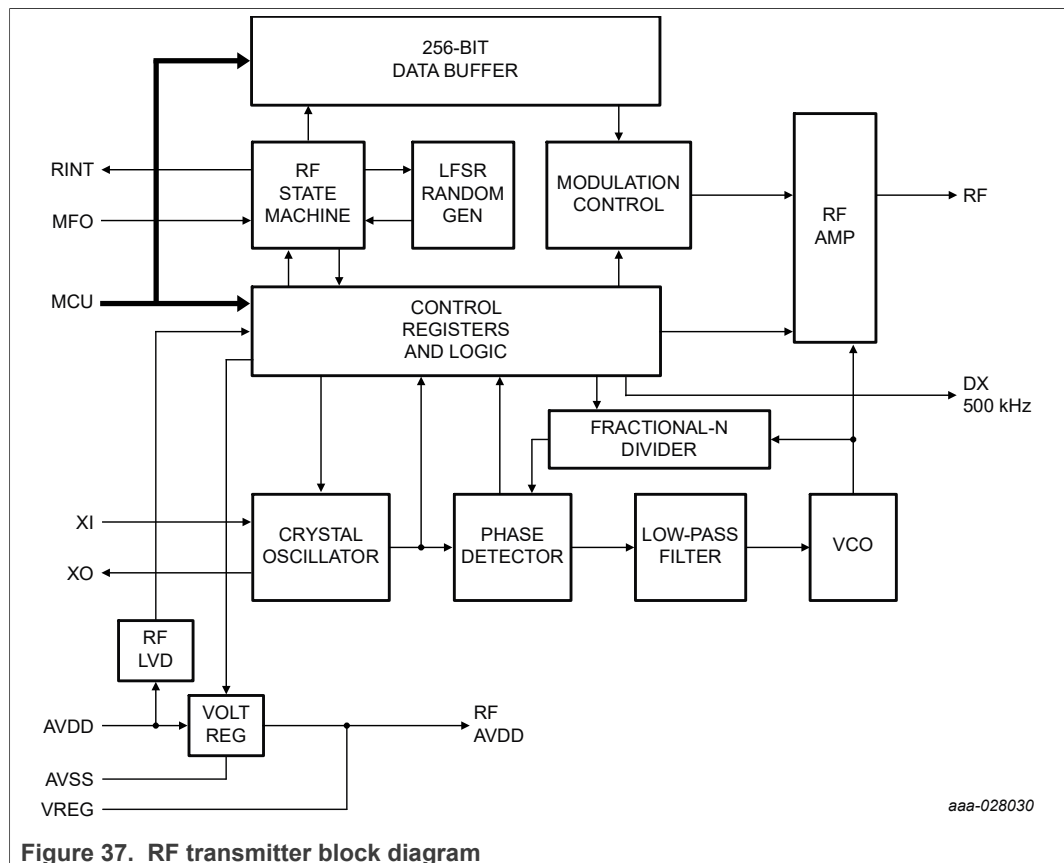 256-BIT
DATA BUFFER
RINT
RF
STATE
MACHINE
LFSR
RANDOM
GEN
MODULATION
CONTROL
RF
AMP
RF
MFO
MCU
CONTROL
REGISTERS
AND LOGIC
DX
500 kHz
FRACTIONAL-N
DIVIDER
XI
CRYSTAL
OSCILLATOR
PHASE
DETECTOR
LOW-PASS
FILTER
VCO
XO
RF
LVD
AVDD
VOLT
REG
RF
AVDD
AVSS
VREG
aaa-028030
Figure 37. RF transmitter block diagram